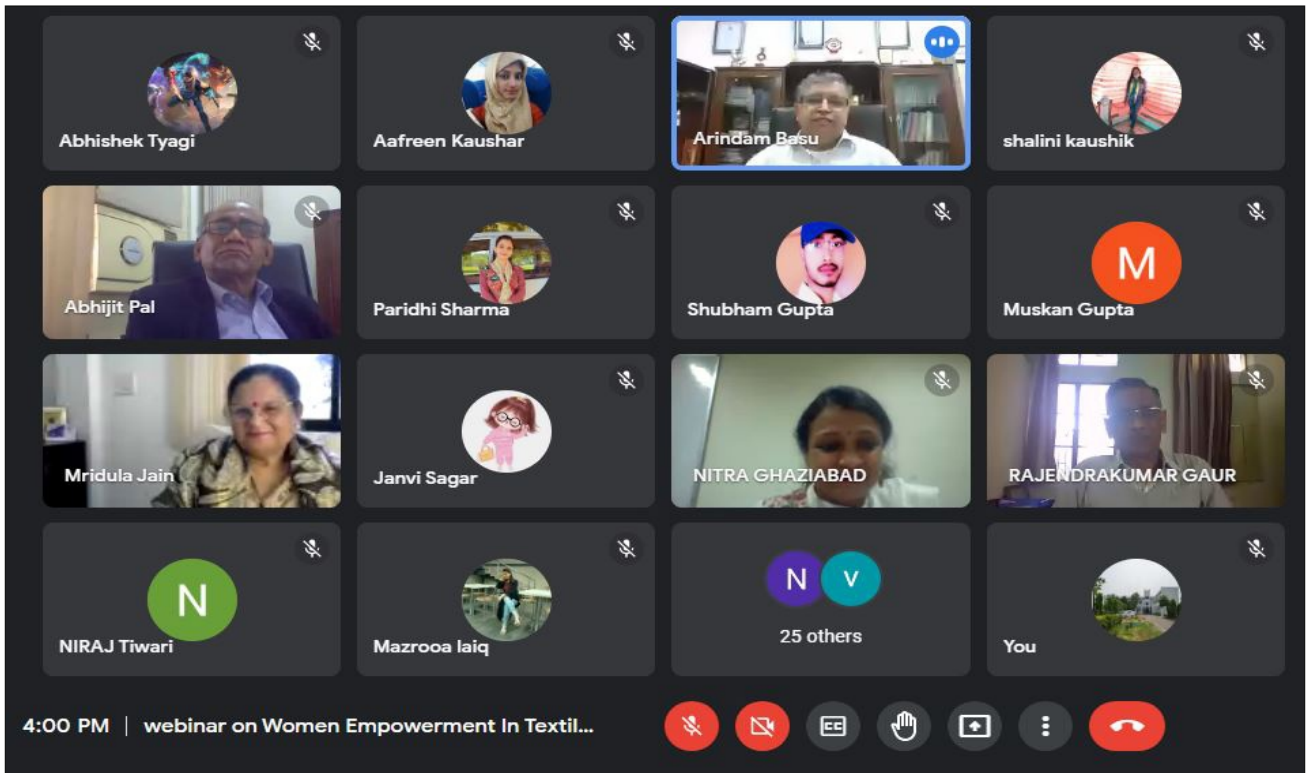 Abhishek Tyagi
Aafreen Kaushar
Arindam Basu
shalini kaushik
Abhijit Pal
Paridhi Sharma
Shubham Gupta
M
Muskan Gupta
Mridula Jain
Janvi Sagar
NITRA GHAZIABAD
RAJENDRAKUMAR GAUR
N
NIRAJ Tiwari
Mazrooa laiq
N V
25 others
You
4:00 PM | webinar on Women Empowerment In Textil...
CC